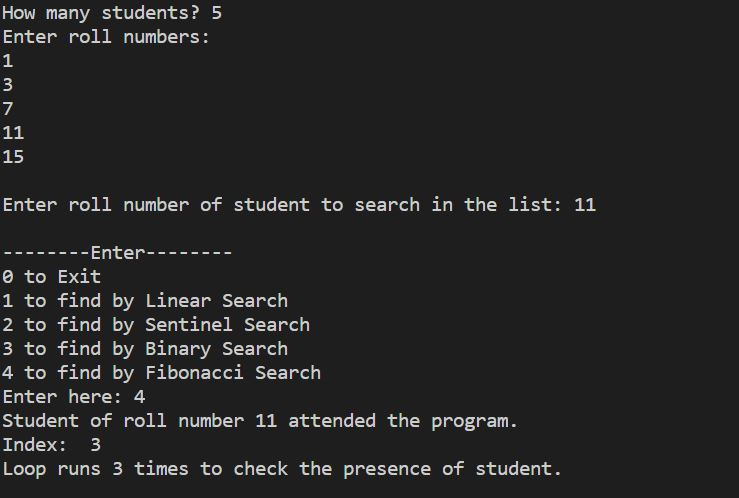 How many students? 5
Enter roll numbers:
1
3
7
11
15
Enter roll number of student to search in the list: 11
--------Enter--------
0 to Exit
1 to find by Linear Search
2 to find by Sentinel Search
3 to find by Binary Search
4 to find by Fibonacci Search
Enter here: 4
Student of roll number 11 attended the program.
Index:  3
Loop runs 3 times to check the presence of student.